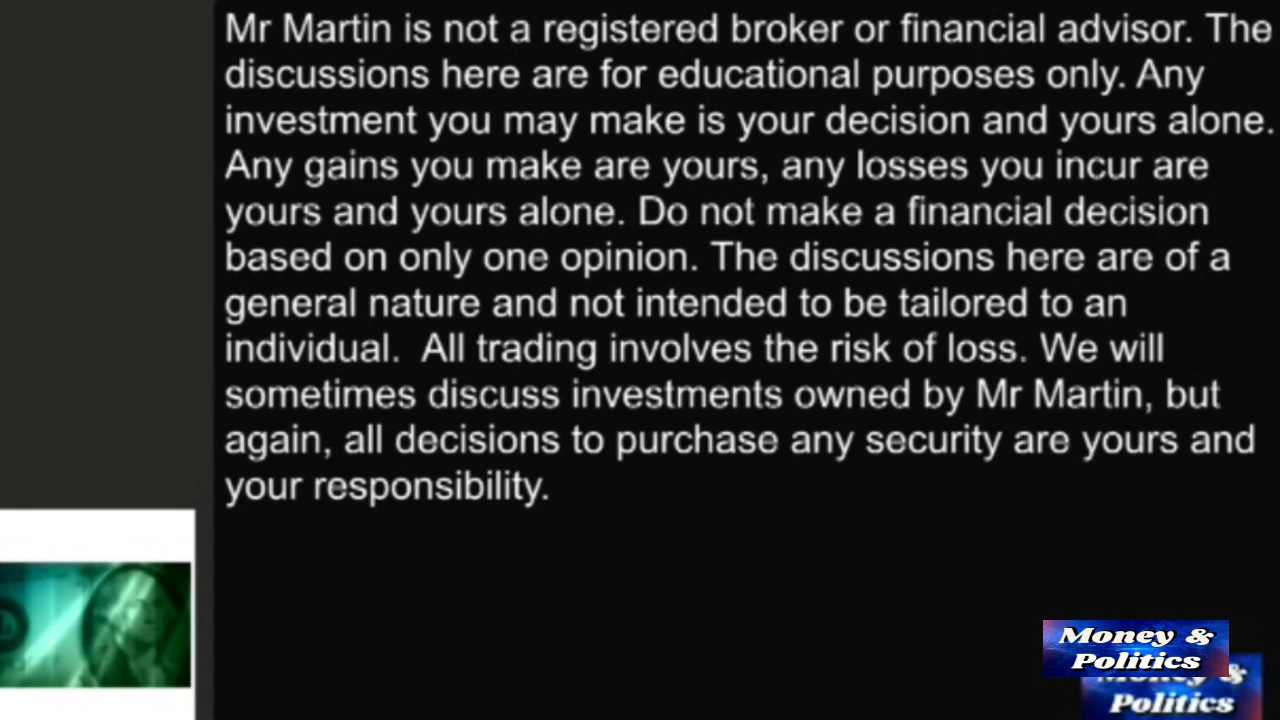 Mr Martin is not a registered broker or financial advisor. The
discussions here are for educational purposes only. Any
investment you may make is your decision and yours alone.
Any gains you make are yours, any losses you incur are
yours and yours alone. Do not make a financial decision
based on only one opinion. The discussions here are of a
general nature and not intended to be tailored to an
individual.  All trading involves the risk of loss. We will
sometimes discuss investments owned by Mr Martin, but
again, all decisions to purchase any security are yours and
your responsibility.
Money &
Politics
Money &
Politics